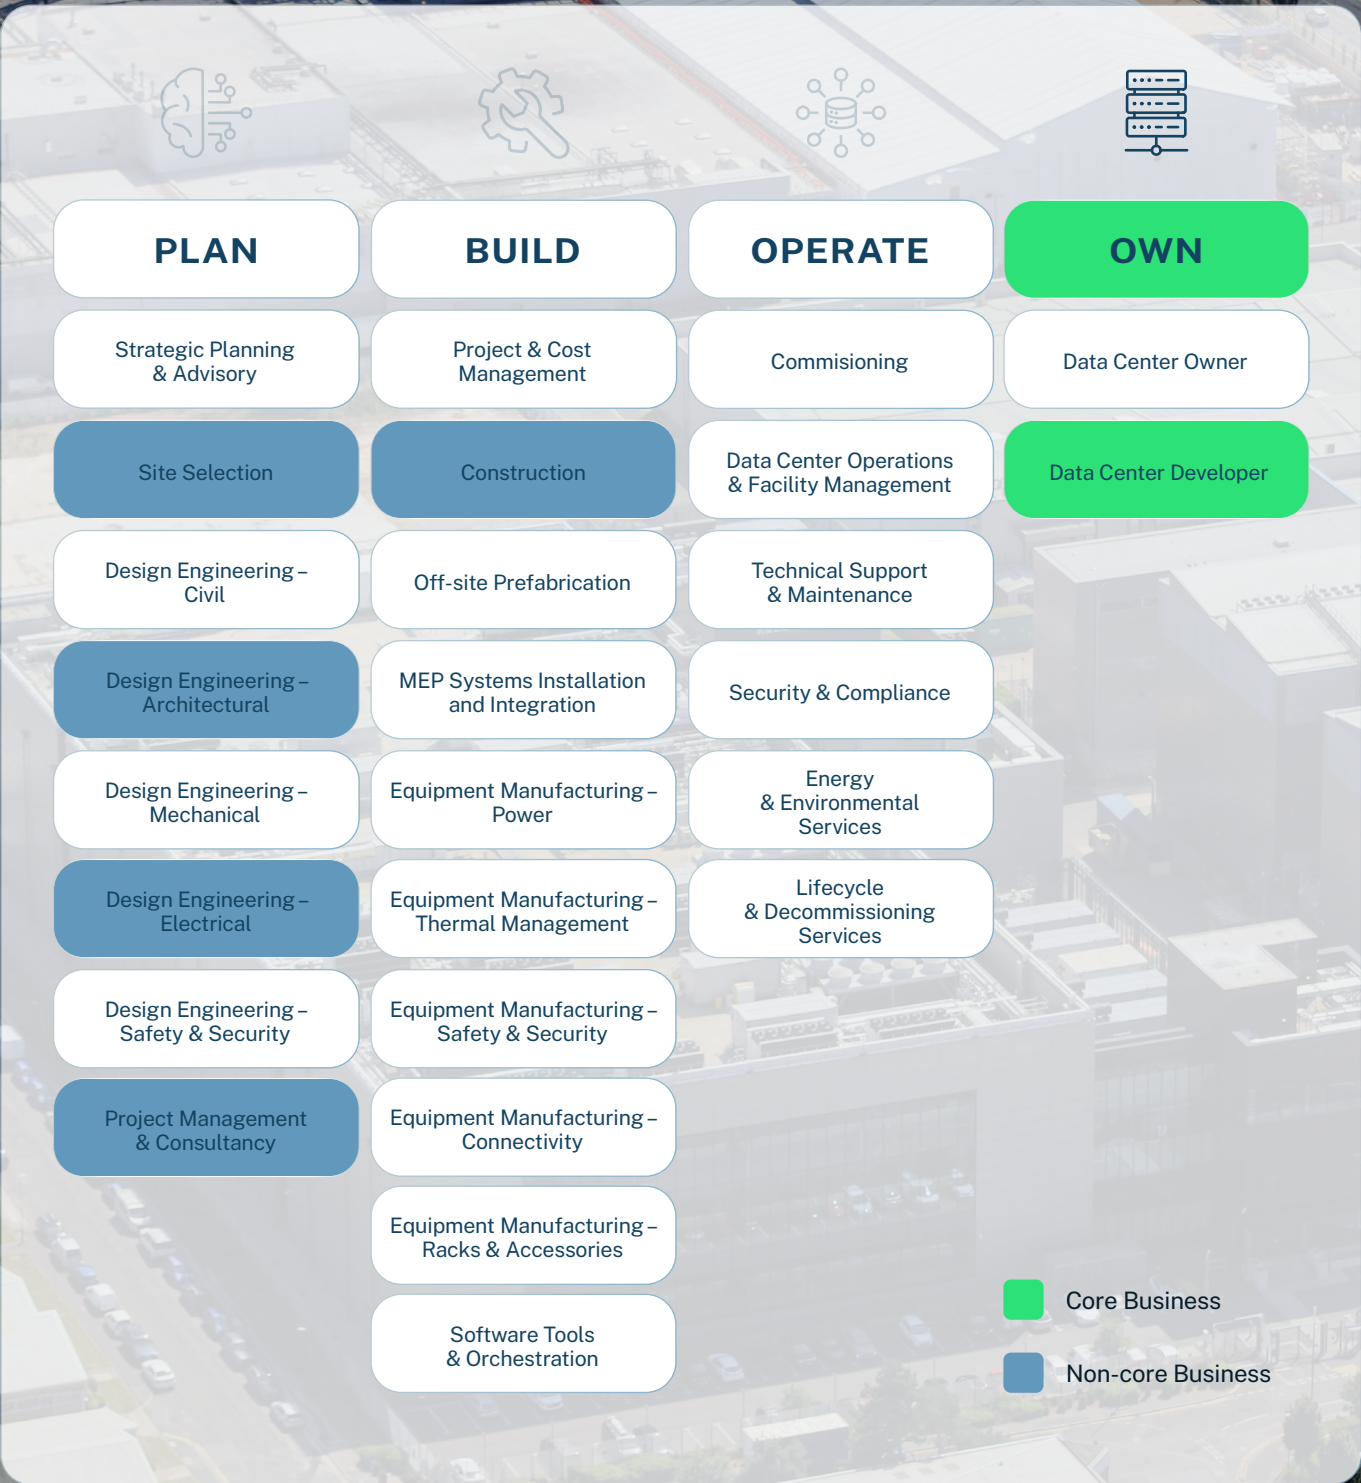 PLAN
BUILD
OPERATE
OWN
Strategic Planning
& Advisory
Site Selection
Design Engineering –
Civil
Design Engineering –
Architectural
Design Engineering –
Mechanical
Design Engineering –
Electrical
Design Engineering –
Safety & Security
Project Management
& Consultancy
Project & Cost
Management
Construction
Off-site Prefabrication
MEP Systems Installation
and Integration
Equipment Manufacturing –
Power
Equipment Manufacturing –
Thermal Management
Equipment Manufacturing –
Safety & Security
Equipment Manufacturing –
Connectivity
Equipment Manufacturing –
Racks & Accessories
Software Tools
& Orchestration
Commisioning
Data Center Operations
& Facility Management
Technical Support
& Maintenance
Security & Compliance
Energy
& Environmental
Services
Lifecycle
& Decommissioning
Services
Data Center Owner
Data Center Developer
Core Business
Non-core Business